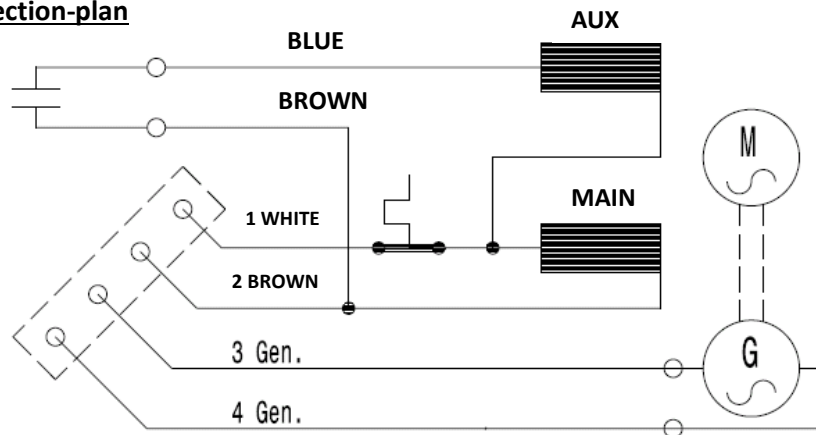 ection-plan
BLUE
AUX
BROWN
M
1 WHITE
MAIN
2 BROWN
3 Gen.
G
4 Gen.